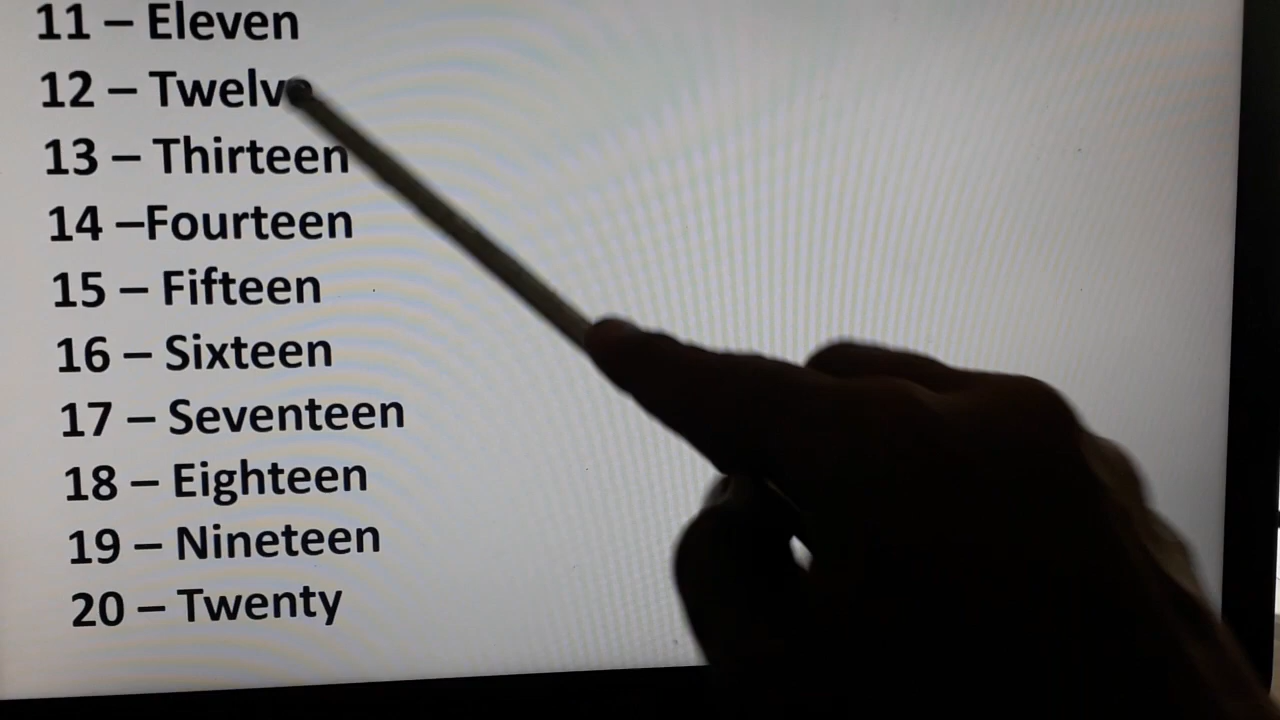 11 – Eleven
12 – Twelve
13 – Thirteen
14 –Fourteen
15 – Fifteen
16 – Sixteen
17 – Seventeen
18 – Eighteen
19 – Nineteen
20 – Twenty